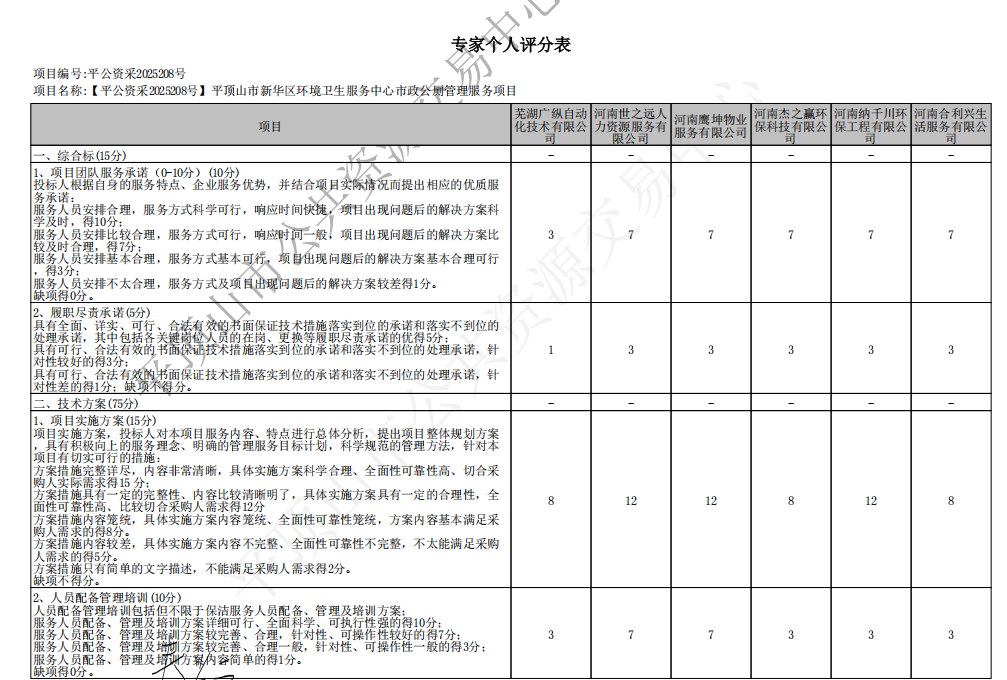 专家个人评分表
项目编号:平公资采2025208号
项目名称:【平公资采2025208号】平顶山市新华区环境卫生服务中心市政公厕管理服务项目
项目 芜湖广纵自动化技术有限公司 河南世之远人力资源服务有限公司 河南鹰坤物业服务有限公司 河南杰之赢环保科技有限公司 河南纳千川环保工程有限公司 河南合利兴生活服务有限公司
一、综合标(15分) － － － － － －
1、项目团队服务承诺（0-10分）(10分)
投标人根据自身的服务特点、企业服务优势，并结合项目实际情况而提出相应的优质服
务承诺:
服务人员安排合理，服务方式科学可行，响应时间快捷，项目出现问题后的解决方案科
学及时，得10分;
服务人员安排比较合理，服务方式可行，响应时间一般，项目出现问题后的解决方案比
较及时合理，得7分;
服务人员安排基本合理，服务方式基本可行，项目出现问题后的解决方案基本合理可行
，得3分;
服务人员安排不太合理，服务方式及项目出现问题后的解决方案较差得1分。
缺项得0分。
3 7 7 7 7 7
2、履职尽责承诺(5分)
具有全面、详实、可行、合法有效的书面保证技术措施落实到位的承诺和落实不到位的
处理承诺，其中包括各关键岗位人员的在岗、更换等履职尽责承诺的优得5分;
具有可行、合法有效的书面保证技术措施落实到位的承诺和落实不到位的处理承诺，针
对性较好的得3分;
具有可行、合法有效的书面保证技术措施落实到位的承诺和落实不到位的处理承诺，针
对性差的得1分; 缺项不得分。
1 3 3 3 3 3
二、技术方案(75分) － － － － － －
1、项目实施方案(15分)
项目实施方案，投标人对本项目服务内容、特点进行总体分析，提出项目整体规划方案
，具有积极向上的服务理念、明确的管理服务目标计划，科学规范的管理方法，针对本
项目有切实可行的措施:
方案措施完整详尽，内容非常清晰，具体实施方案科学合理、全面性可靠性高、切合采
购人实际需求得15 分;
方案措施具有一定的完整性、内容比较清晰明了，具体实施方案具有一定的合理性，全
面性可靠性高、比较切合采购人需求得12分
方案措施内容笼统，具体实施方案内容笼统、全面性可靠性笼统，方案内容基本满足采
购人需求的得8分。
方案措施内容较差，具体实施方案内容不完整、全面性可靠性不完整，不太能满足采购
人需求的得5分。
方案措施只有简单的文字描述，不能满足采购人需求得2分。
缺项不得分。
8 12 12 8 12 8
2、人员配备管理培训(10分)
人员配备管理培训包括但不限于保洁服务人员配备、管理及培训方案;
服务人员配备、管理及培训方案详细可行、全面科学、可执行性强的得10分;
服务人员配备、管理及培训方案较完善、合理，针对性、可操作性较好的得7分;
服务人员配备、管理及培训方案较完善、合理一般，针对性、可操作性一般的得3分;
服务人员配备、管理及培训方案内容简单的得1分。
缺项得0分。
3 7 7 3 3 3
平顶山市公共资源交易中心
平顶山市公共资源交易中心